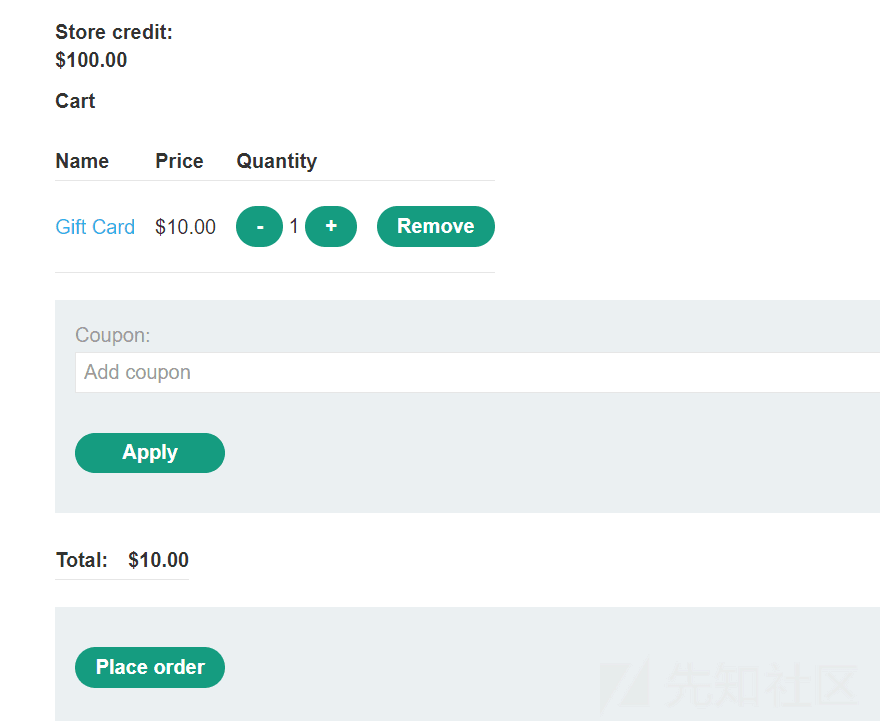 Store credit:
$100.00
Cart
Name Price Quantity
Gift Card $10.00 - 1 + Remove
Coupon:
Add coupon
Apply
Total: $10.00
Place order
先知社区